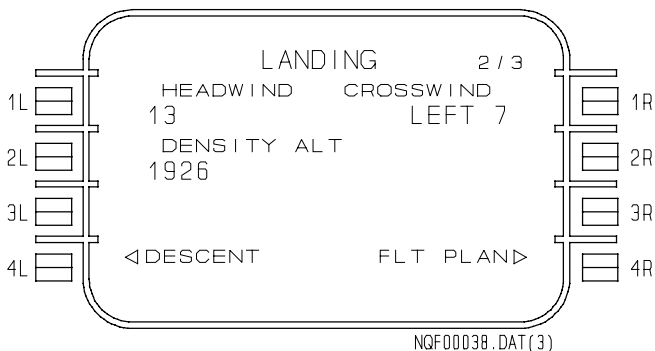 LANDING 2/3
1L HEADWIND CROSSWIND 1R
13 LEFT 7
DENSITY ALT
2L 1926 2R
3L 3R
◁DESCENT FLT PLAN▷
4L 4R
NQF00038.DAT(3)